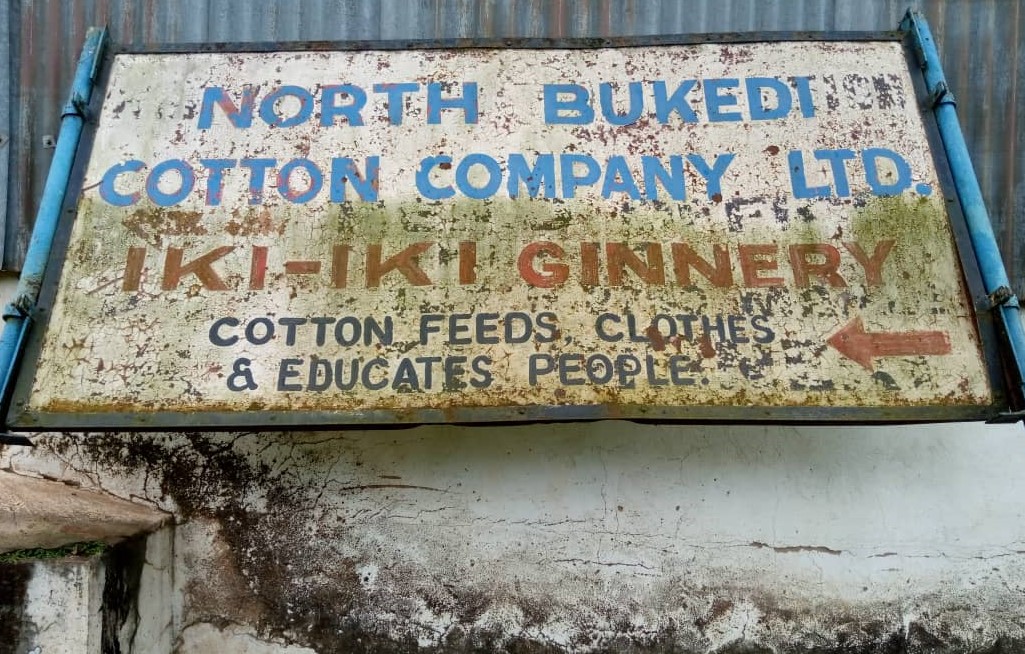 NORTH BUKEDI
COTTON COMPANY LTD.
IKI-IKI GINNERY
COTTON FEEDS, CLOTHES
& EDUCATES PEOPLE.